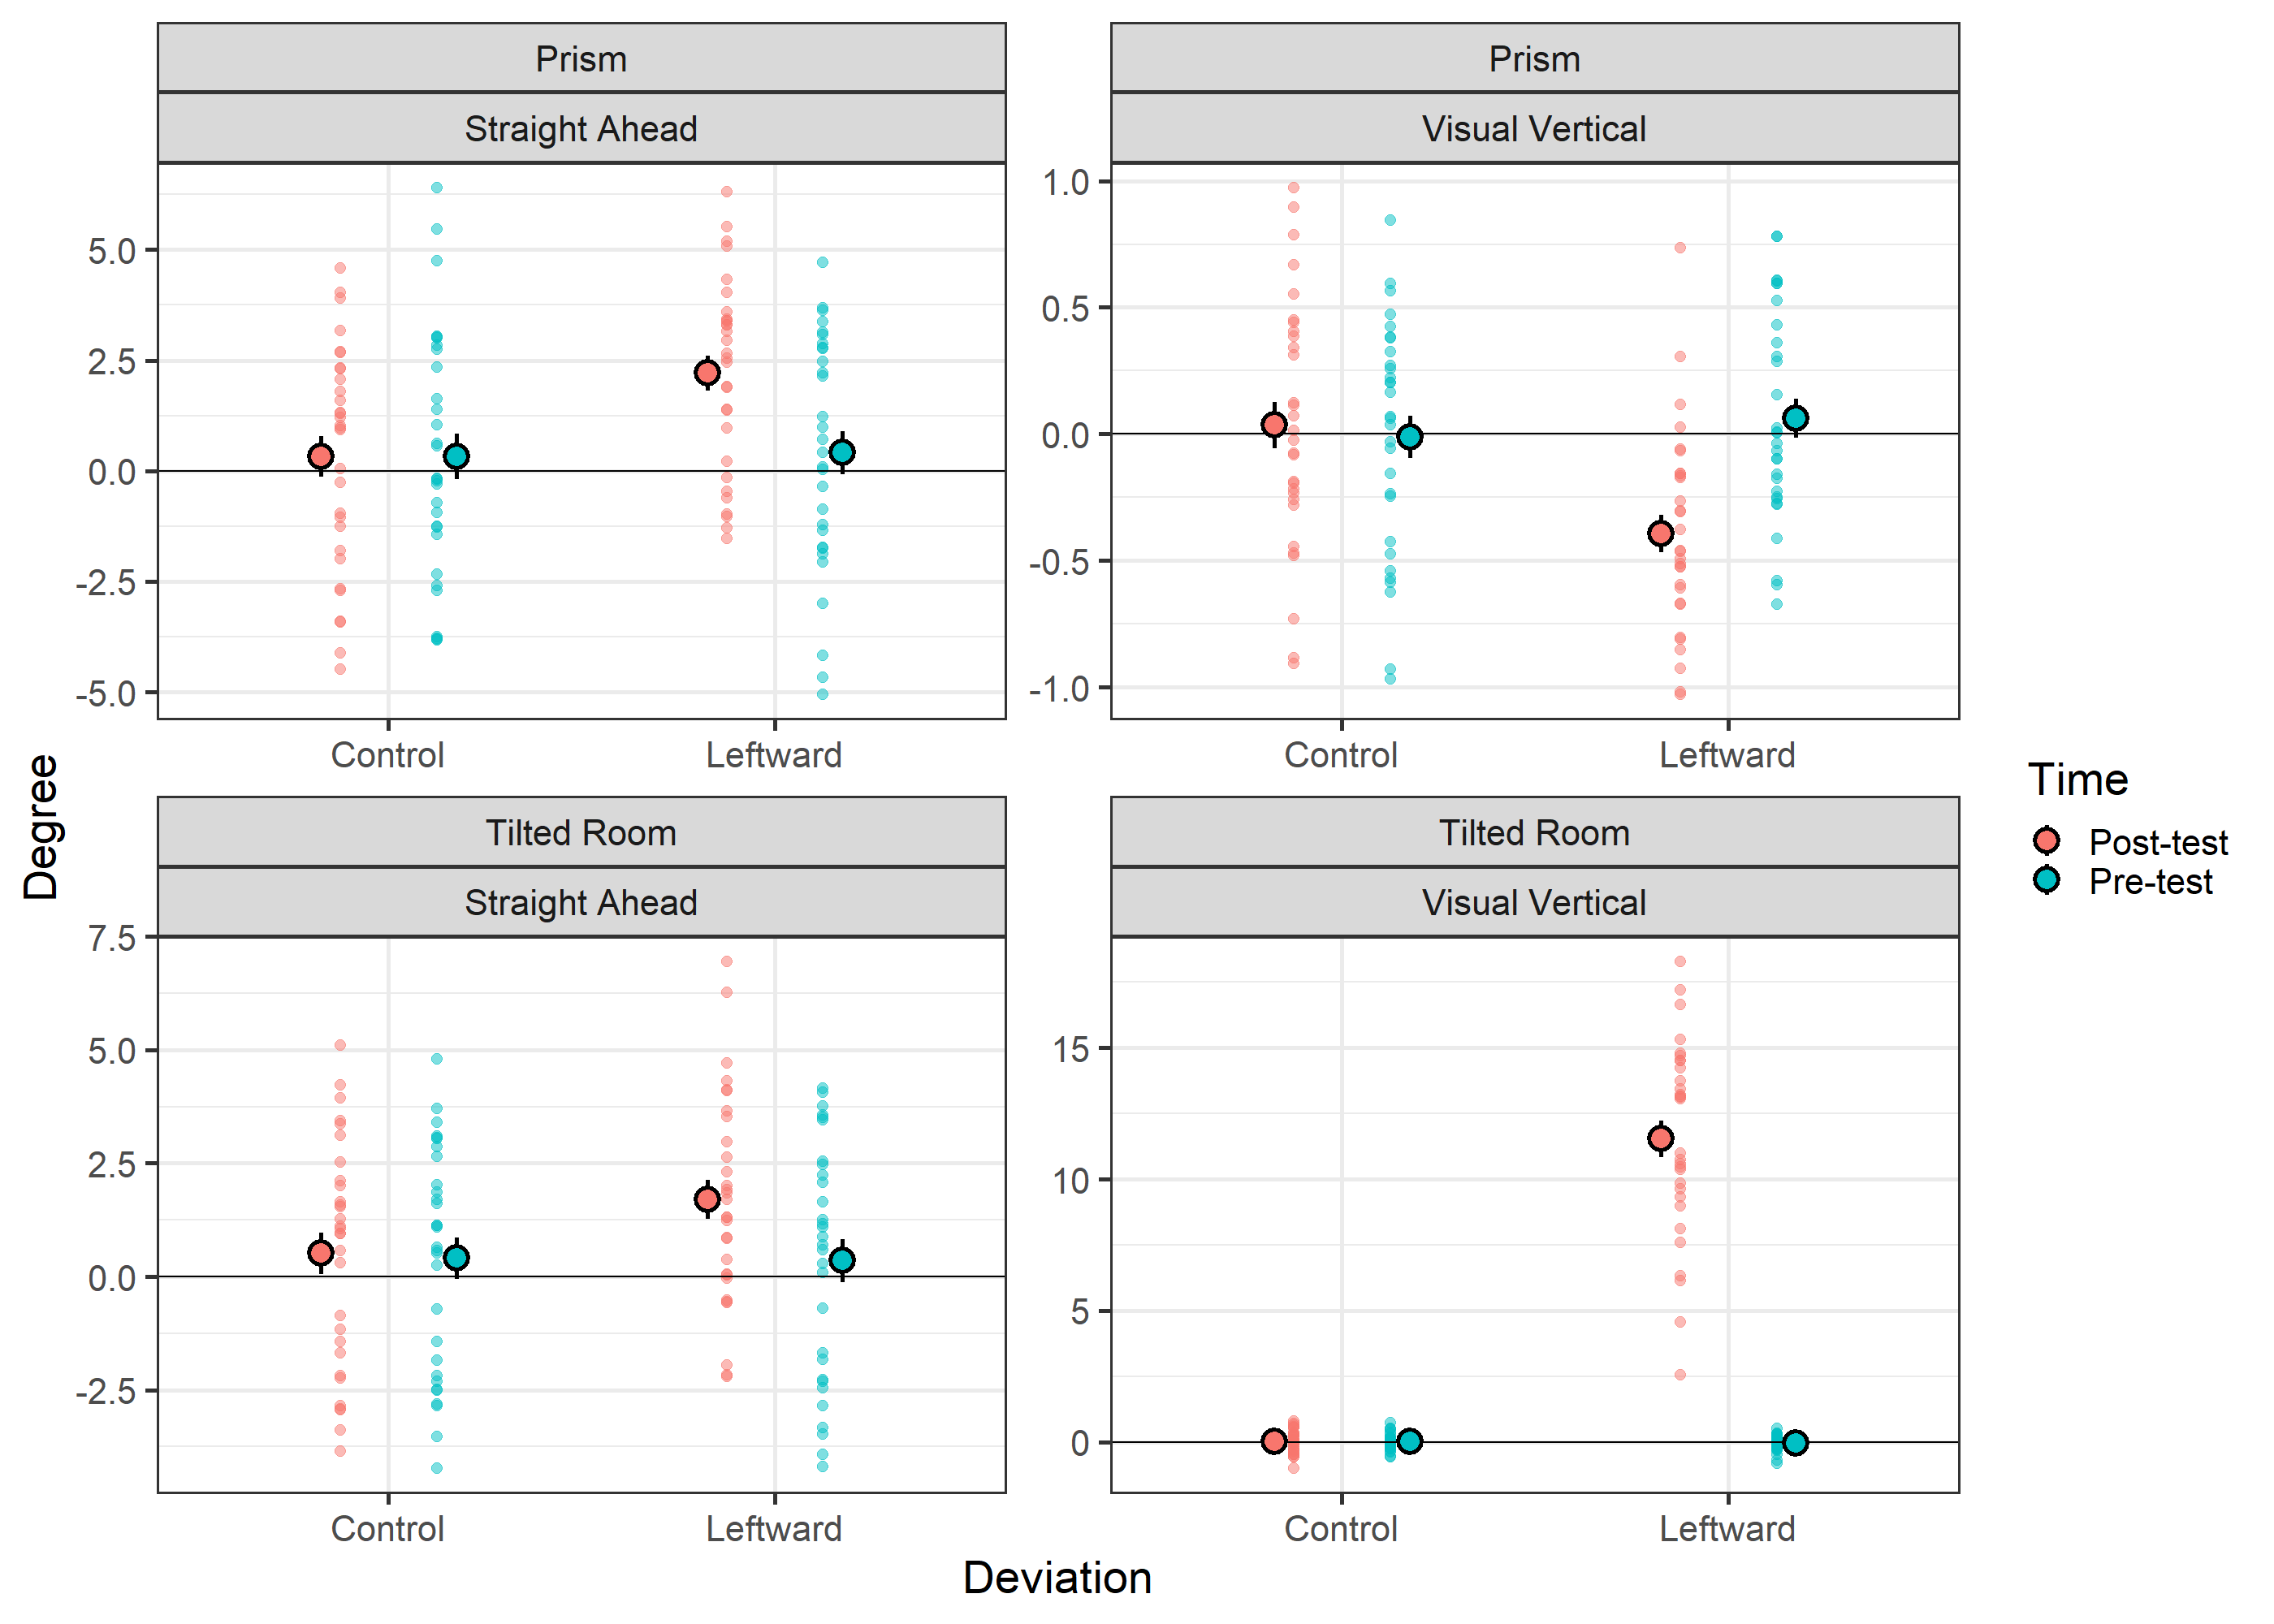 Prism
Straight Ahead
5.0
2.5
0.0
-2.5
-5.0
Control Leftward
Prism
Visual Vertical
1.0
0.5
0.0
-0.5
-1.0
Control Leftward
Tilted Room
Straight Ahead
7.5
5.0
2.5
0.0
-2.5
Control Leftward
Tilted Room
Visual Vertical
15
10
5
0
Control Leftward
Degree
Deviation
Time
Post-test
Pre-test